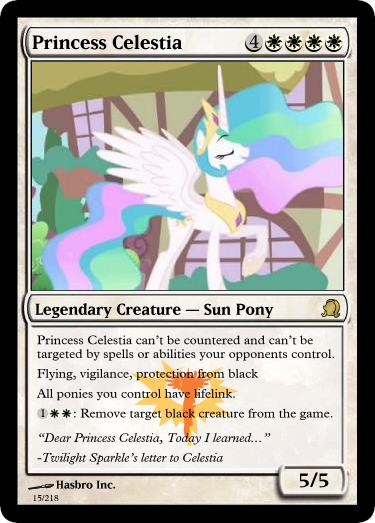 Princess Celestia 4
Legendary Creature — Sun Pony
Princess Celestia can't be countered and can't be
targeted by spells or abilities your opponents control.
Flying, vigilance, protection from black
All ponies you control have lifelink.
1 : Remove target black creature from the game.
“Dear Princess Celestia, Today I learned...”
-Twilight Sparkle's letter to Celestia
5/5
Hasbro Inc.
15/218